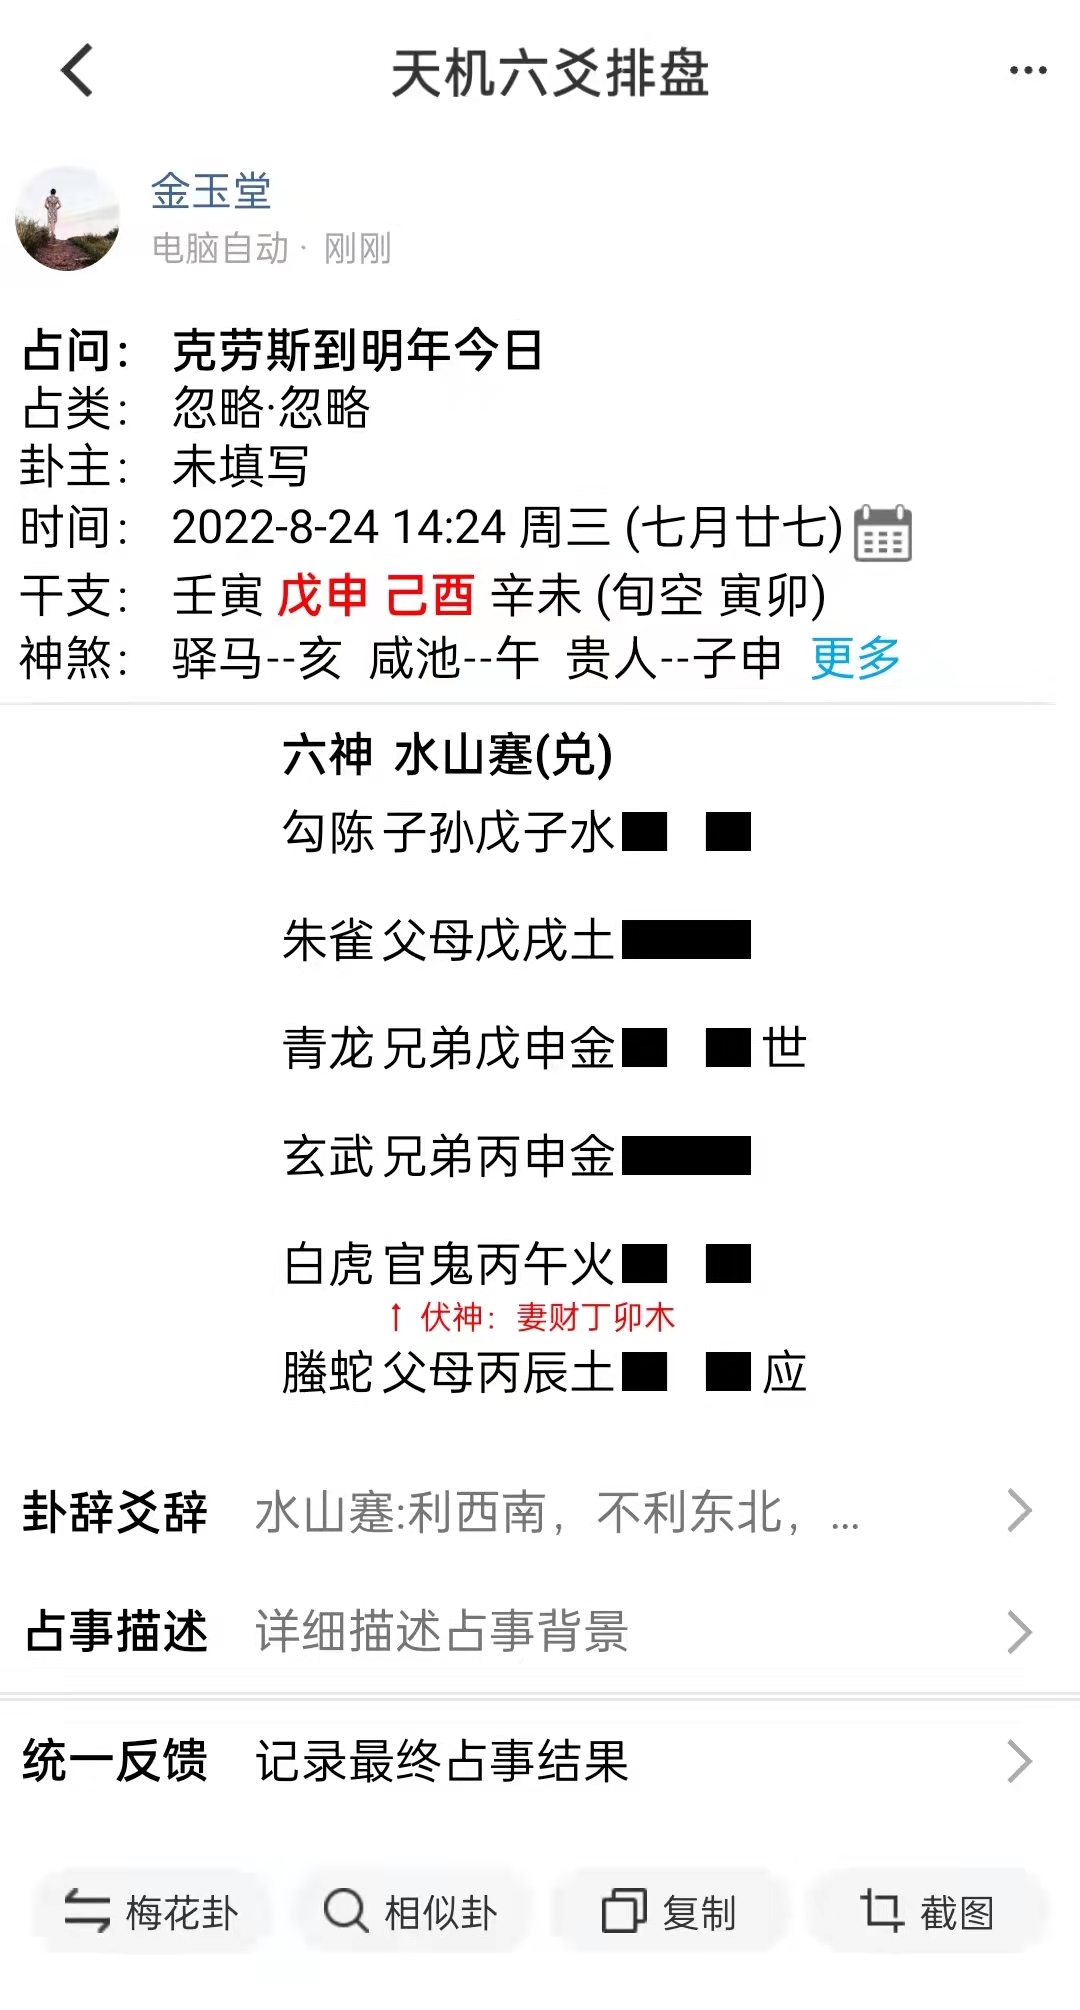 天机六爻排盘
金玉堂
电脑自动· 刚刚
占问： 克劳斯到明年今日
占类： 忽略·忽略
卦主： 未填写
时间： 2022-8-24 14:24 周三 (七月廿七)
干支： 壬寅 戊申 己酉 辛未 (旬空 寅卯)
神煞： 驿马--亥 咸池--午 贵人--子申 更多
六神 水山蹇(兑)
勾陈 子孙戊子水
朱雀 父母戊戌土
青龙 兄弟戊申金 世
玄武 兄弟丙申金
白虎 官鬼丙午火
↑ 伏神：妻财丁卯木
螣蛇 父母丙辰土 应
卦辞爻辞 水山蹇:利西南，不利东北，...
占事描述 详细描述占事背景
统一反馈 记录最终占事结果
梅花卦 相似卦 复制 截图